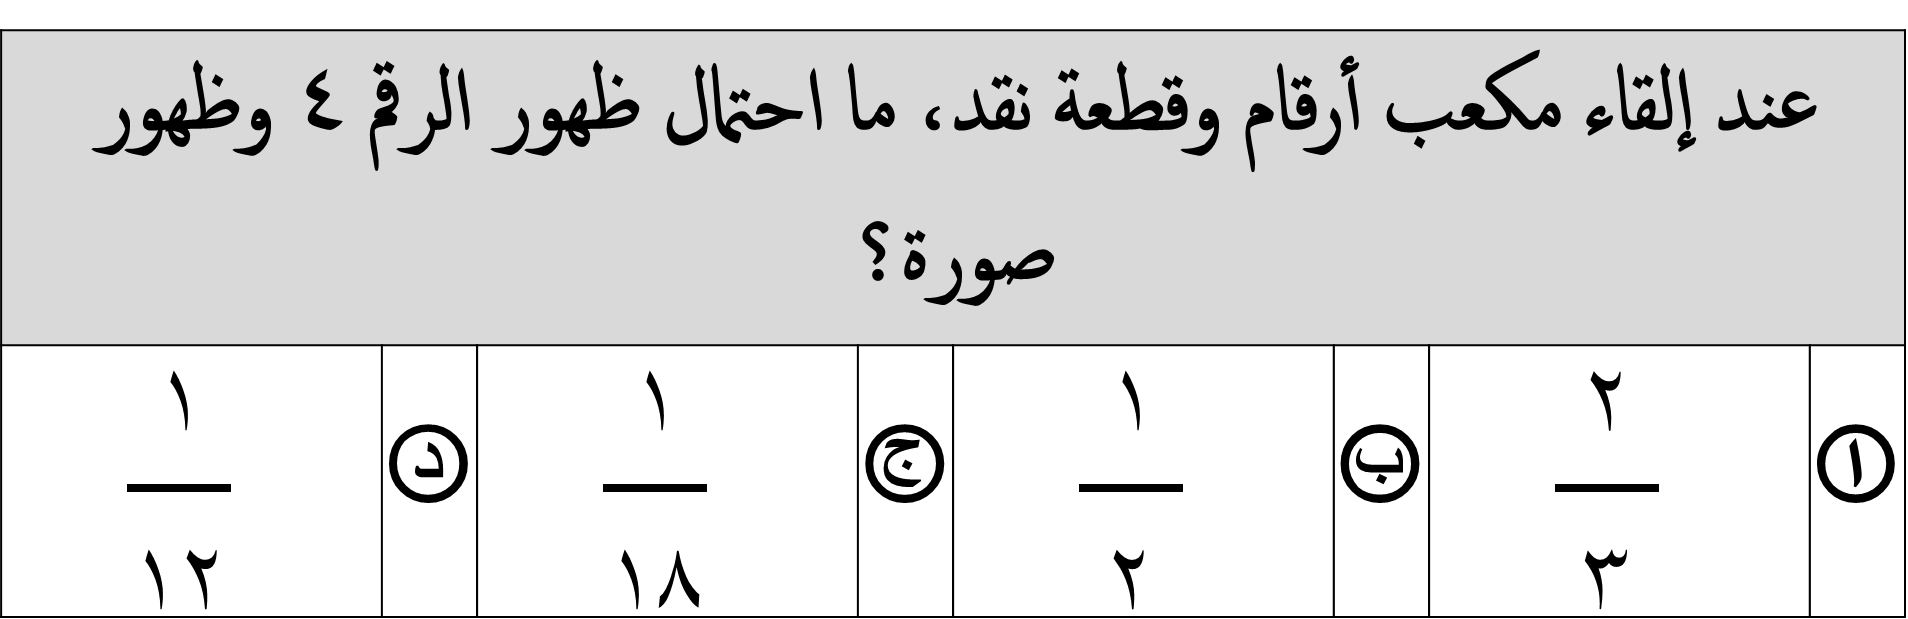 عند إلقاء مكعب أرقام وقطعة نقد، ما احتمال ظهور الرقم ٤ وظهور
صورة؟
ا ٢/٣ ب ١/٢ ج ١/١٨ د ١/١٢